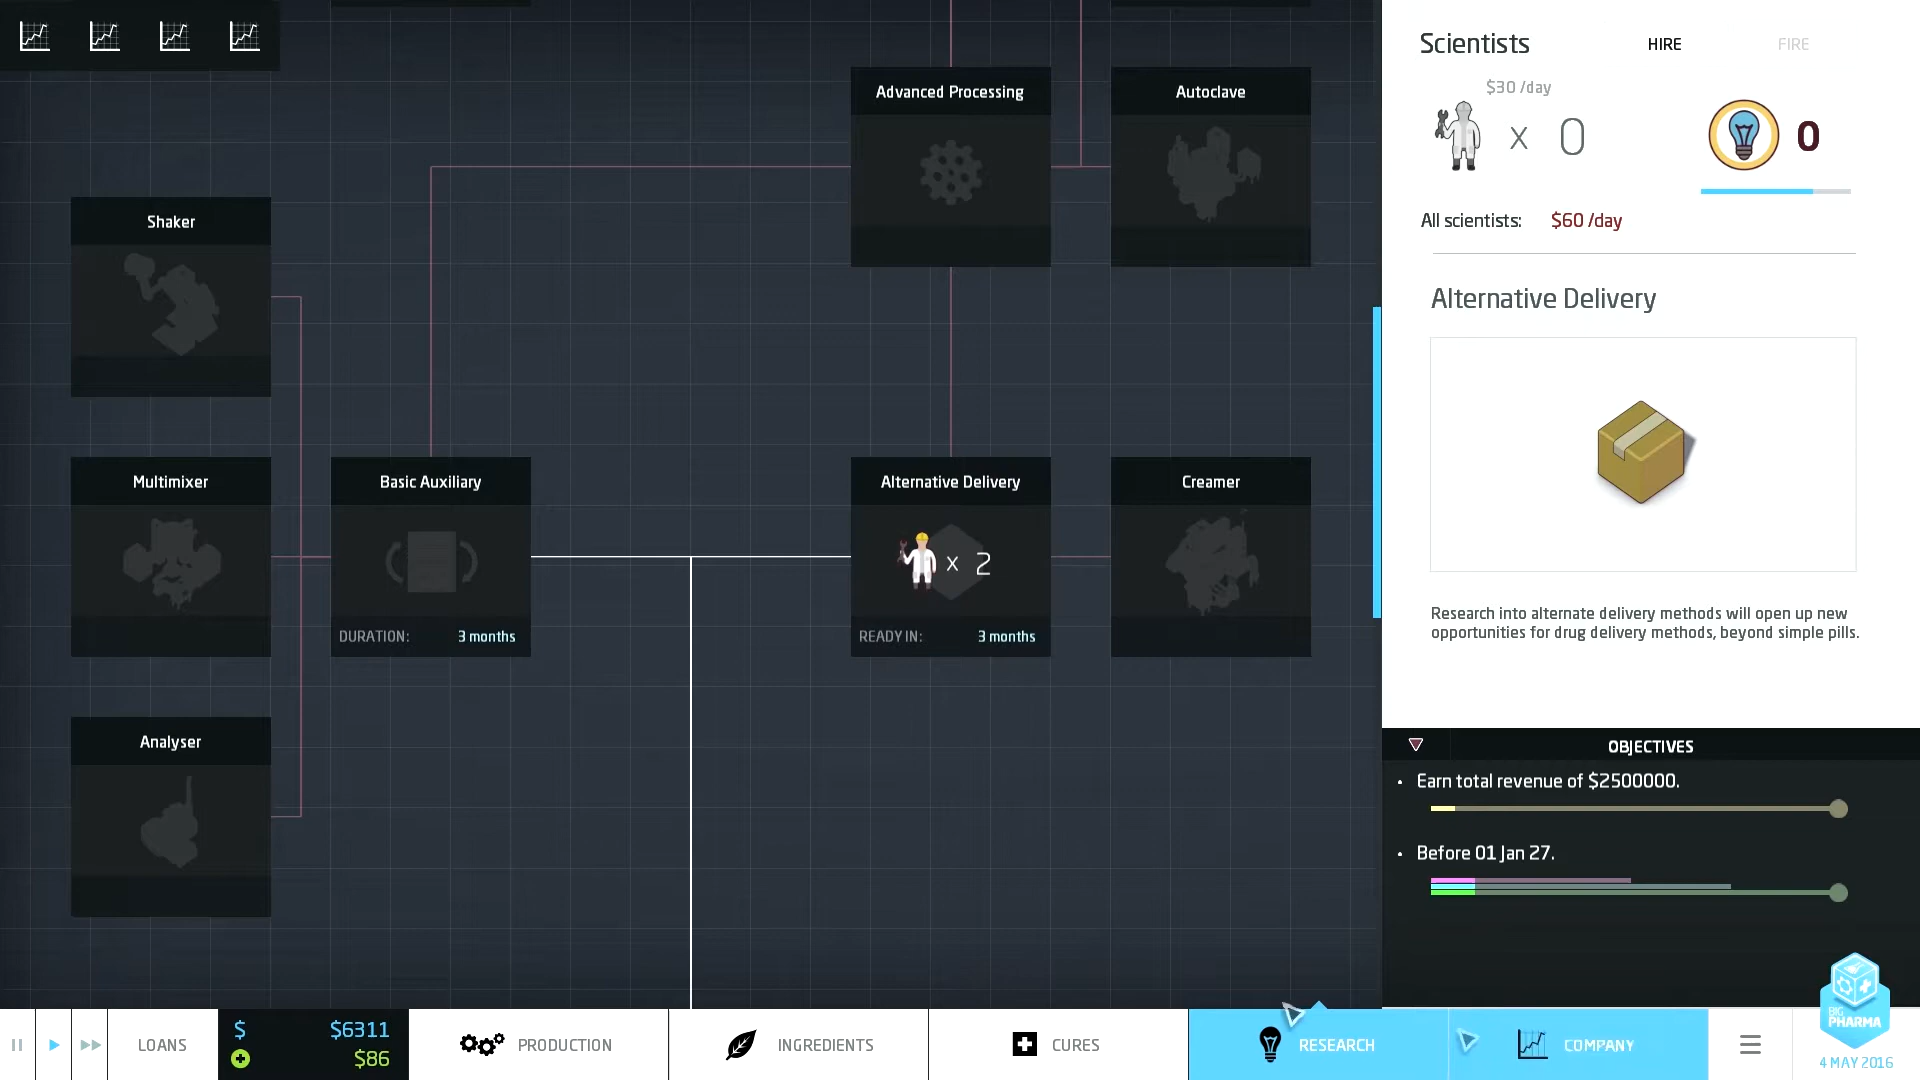 Scientists
HIRE
FIRE
$30 /day
x 0
0
All scientists: $60 /day
Advanced Processing
Autoclave
Shaker
Alternative Delivery
Multimixer
Basic Auxiliary
Alternative Delivery
Creamer
x 2
DURATION: 3 months
READY IN: 3 months
Research into alternate delivery methods will open up new
opportunities for drug delivery methods, beyond simple pills.
Analyser
OBJECTIVES
• Earn total revenue of $2500000.
• Before 01 Jan 27.
LOANS
$ $6311
$86
PRODUCTION
INGREDIENTS
CURES
RESEARCH
COMPANY
BIG
PHARMA
4 MAY 2016